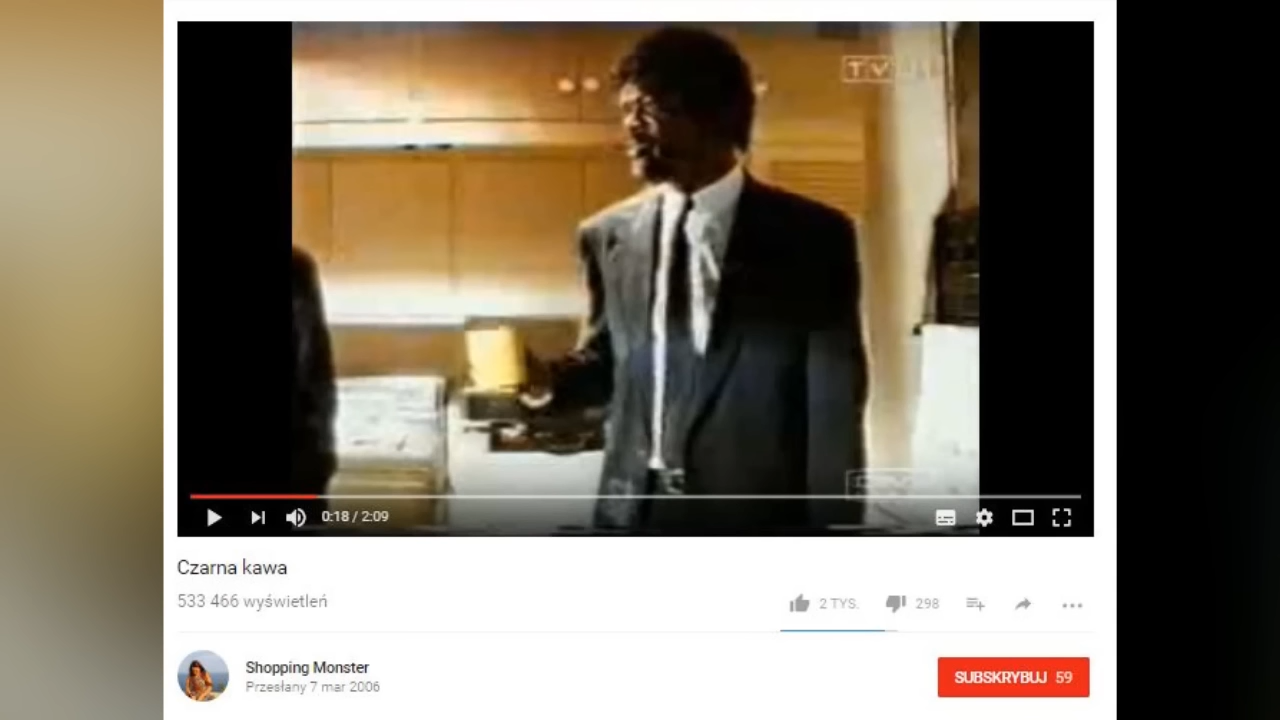 TV
0:18 / 2:09
Czarna kawa
533 466 wyświetleń
2 TYS.
298
Shopping Monster
Przesłany 7 mar 2006
SUBSKRYBUJ 59